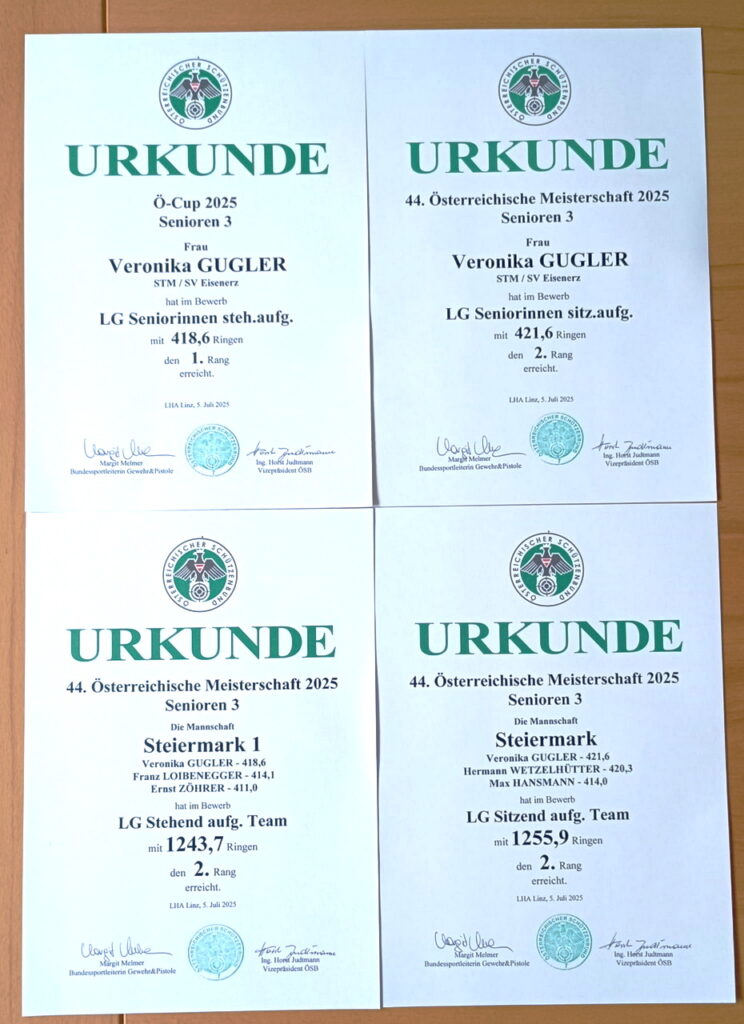 ÖSTERREICHISCHER SCHÜTZENBUND
URKUNDE
Ö-Cup 2025
Senioren 3
Frau
Veronika GUGLER
STM / SV Eisenerz
hat im Bewerb
LG Seniorinnen steh.aufg.
mit 418,6 Ringen
den 1. Rang
erreicht.
LHA Linz, 5. Juli 2025
Margit Melmer
Bundessportleiterin Gewehr&Pistole
ÖSTERREICHISCHER SCHÜTZENBUND
Ing. Horst Judtmann
Vizepräsident ÖSB
ÖSTERREICHISCHER SCHÜTZENBUND
URKUNDE
44. Österreichische Meisterschaft 2025
Senioren 3
Frau
Veronika GUGLER
STM / SV Eisenerz
hat im Bewerb
LG Seniorinnen sitz.aufg.
mit 421,6 Ringen
den 2. Rang
erreicht.
LHA Linz, 5. Juli 2025
Margit Melmer
Bundessportleiterin Gewehr&Pistole
ÖSTERREICHISCHER SCHÜTZENBUND
Ing. Horst Judtmann
Vizepräsident ÖSB
ÖSTERREICHISCHER SCHÜTZENBUND
URKUNDE
44. Österreichische Meisterschaft 2025
Senioren 3
Die Mannschaft
Steiermark 1
Veronika GUGLER - 418,6
Franz LOIBENEGGER - 414,1
Ernst ZÖHRER - 411,0
hat im Bewerb
LG Stehend aufg. Team
mit 1243,7 Ringen
den 2. Rang
erreicht.
LHA Linz, 5. Juli 2025
Margit Melmer
Bundessportleiterin Gewehr&Pistole
ÖSTERREICHISCHER SCHÜTZENBUND
Ing. Horst Judtmann
Vizepräsident ÖSB
ÖSTERREICHISCHER SCHÜTZENBUND
URKUNDE
44. Österreichische Meisterschaft 2025
Senioren 3
Die Mannschaft
Steiermark
Veronika GUGLER - 421,6
Hermann WETZELHÜTTER - 420,3
Max HANSMANN - 414,0
hat im Bewerb
LG Sitzend aufg. Team
mit 1255,9 Ringen
den 2. Rang
erreicht.
LHA Linz, 5. Juli 2025
Margit Melmer
Bundessportleiterin Gewehr&Pistole
ÖSTERREICHISCHER SCHÜTZENBUND
Ing. Horst Judtmann
Vizepräsident ÖSB